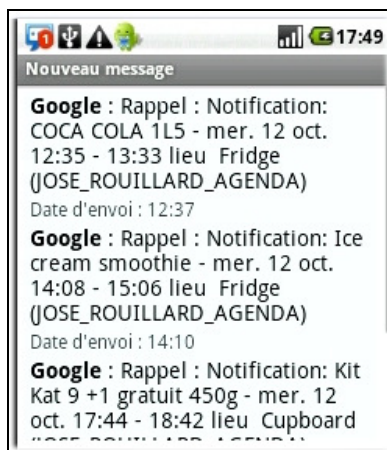 1
17:49
Nouveau message
Google : Rappel : Notification:
COCA COLA 1L5 - mer. 12 oct.
12:35 - 13:33 lieu  Fridge
(JOSE_ROUILLARD_AGENDA)
Date d'envoi : 12:37
Google : Rappel : Notification: Ice
cream smoothie - mer. 12 oct.
14:08 - 15:06 lieu  Fridge
(JOSE_ROUILLARD_AGENDA)
Date d'envoi : 14:10
Google : Rappel : Notification: Kit
Kat 9 +1 gratuit 450g - mer. 12
oct. 17:44 - 18:42 lieu  Cupboard
(JOSE_ROUILLARD_AGENDA)